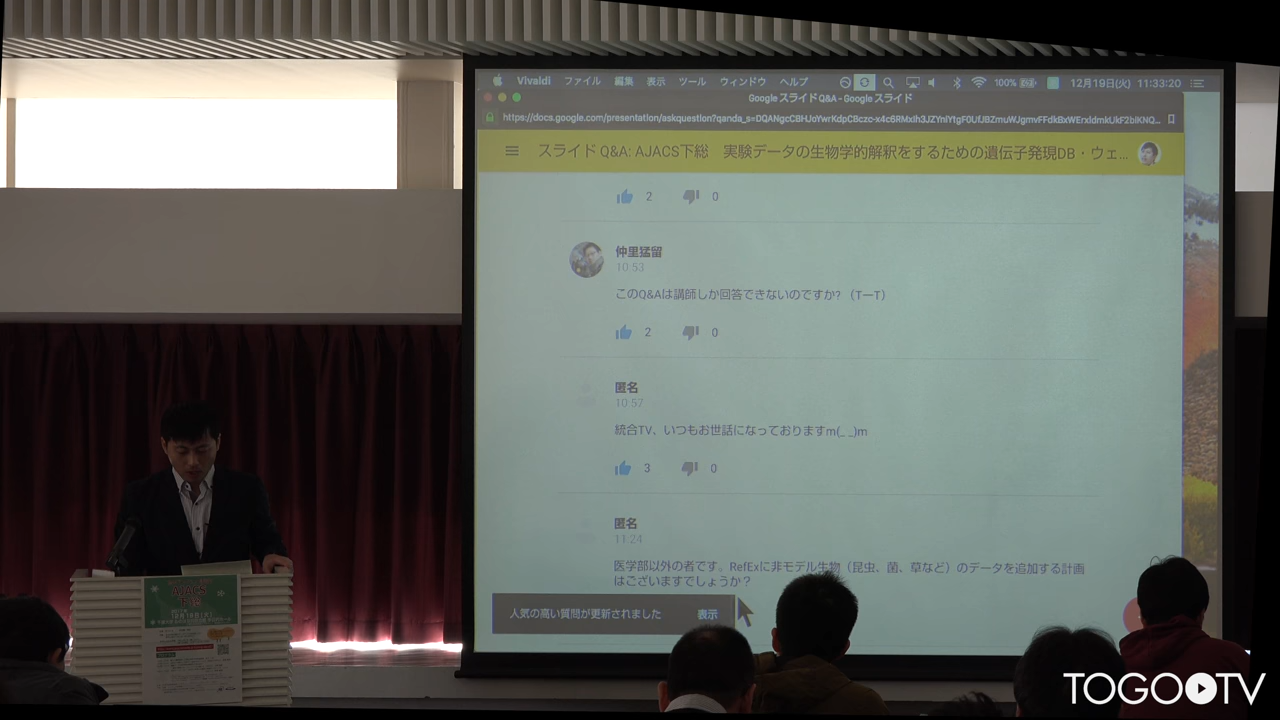 Vivaldi ファイル 編集 表示 ツール ウィンドウ ヘルプ 100% 12月19日(火) 11:33:20
Google スライド Q&A - Google スライド
スライド Q&A: AJACS下総 実験データの生物学的解釈をするための遺伝子発現DB・ウェ...
2 0
仲里猛留
10:53
このQ&Aは講師しか回答できないのですか? (TーT)
2 0
匿名
10:57
統合TV、いつもお世話になっておりますm(_ _)m
3 0
匿名
11:24
医学部以外の者です。RefExに非モデル生物(昆虫、菌、草など)のデータを追加する計画
はございますでしょうか?
人気の高い質問が更新されました 表示
AJACS
下総
TOGO TV